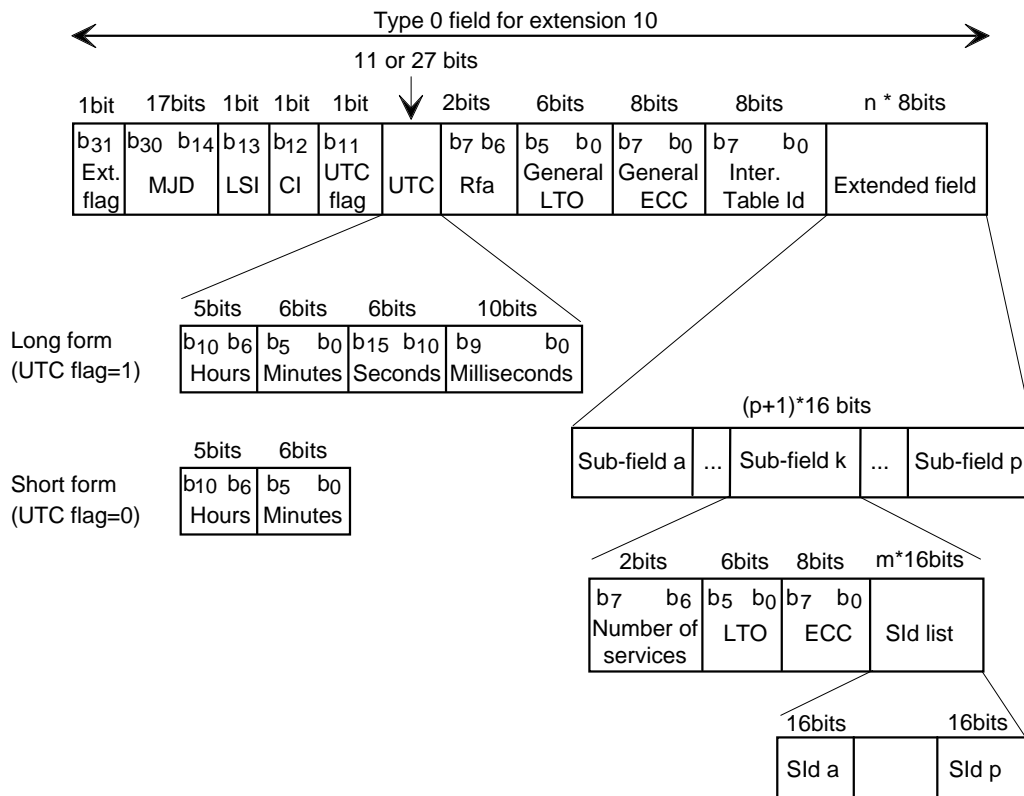 Type 0 field for extension 10
11 or 27 bits
1bit 17bits 1bit 1bit 1bit 2bits 6bits 8bits 8bits n * 8bits
b31 b30 b14 b13 b12 b11 b7 b6 b5 b0 b7 b0 b7 b0
Ext. flag MJD LSI CI UTC flag UTC Rfa General LTO General ECC Inter. Table Id Extended field
5bits 6bits 6bits 10bits
Long form
(UTC flag=1)
b10 b6 b5 b0 b15 b10 b9 b0
Hours Minutes Seconds Milliseconds
5bits 6bits
Short form
(UTC flag=0)
b10 b6 b5 b0
Hours Minutes
(p+1)*16 bits
Sub-field a ... Sub-field k ... Sub-field p
2bits 6bits 8bits m*16bits
b7 b6 b5 b0 b7 b0
Number of services LTO ECC SId list
16bits 16bits
SId a SId p